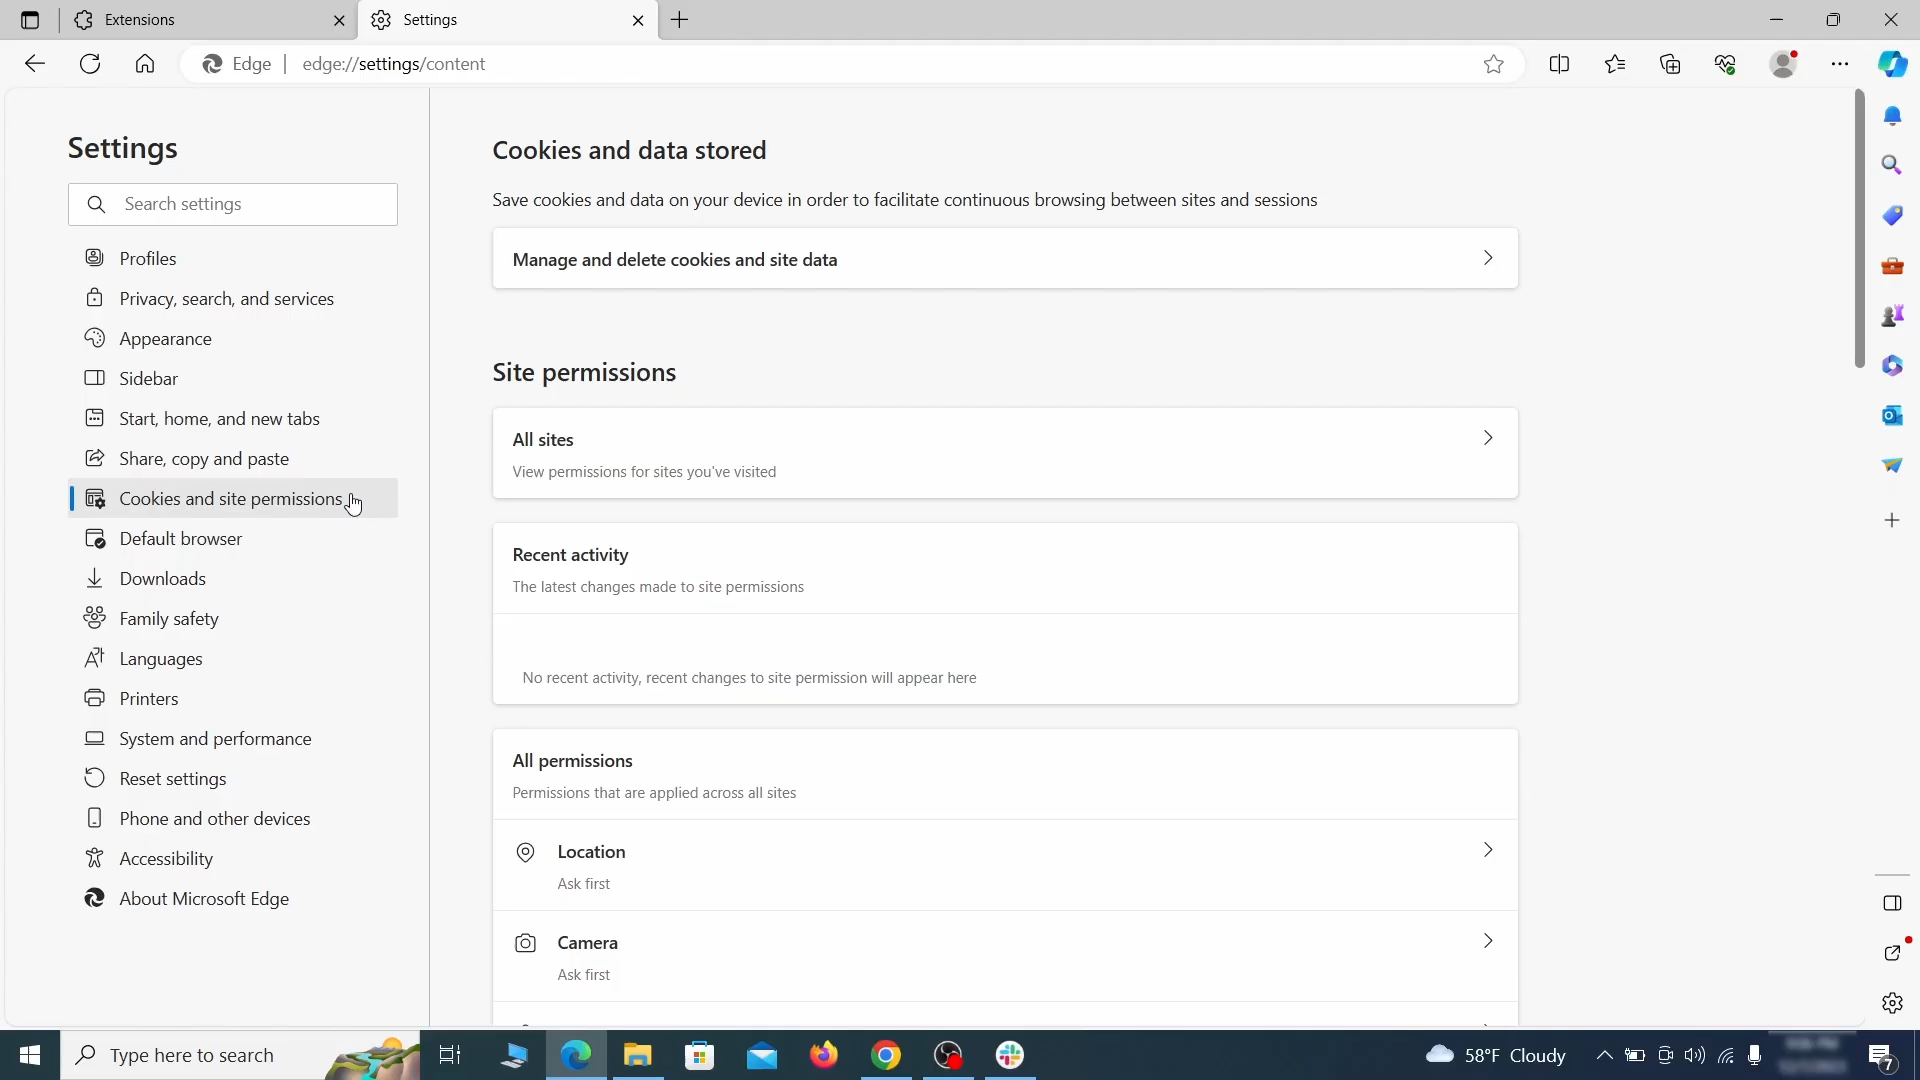 Extensions
Settings
Edge
edge://settings/content
Settings
Search settings
Profiles
Privacy, search, and services
Appearance
Sidebar
Start, home, and new tabs
Share, copy and paste
Cookies and site permissions
Default browser
Downloads
Family safety
Languages
Printers
System and performance
Reset settings
Phone and other devices
Accessibility
About Microsoft Edge
Cookies and data stored
Save cookies and data on your device in order to facilitate continuous browsing between sites and sessions
Manage and delete cookies and site data
Site permissions
All sites
View permissions for sites you've visited
Recent activity
The latest changes made to site permissions
No recent activity, recent changes to site permission will appear here
All permissions
Permissions that are applied across all sites
Location
Ask first
Camera
Ask first
Type here to search
58°F Cloudy
7